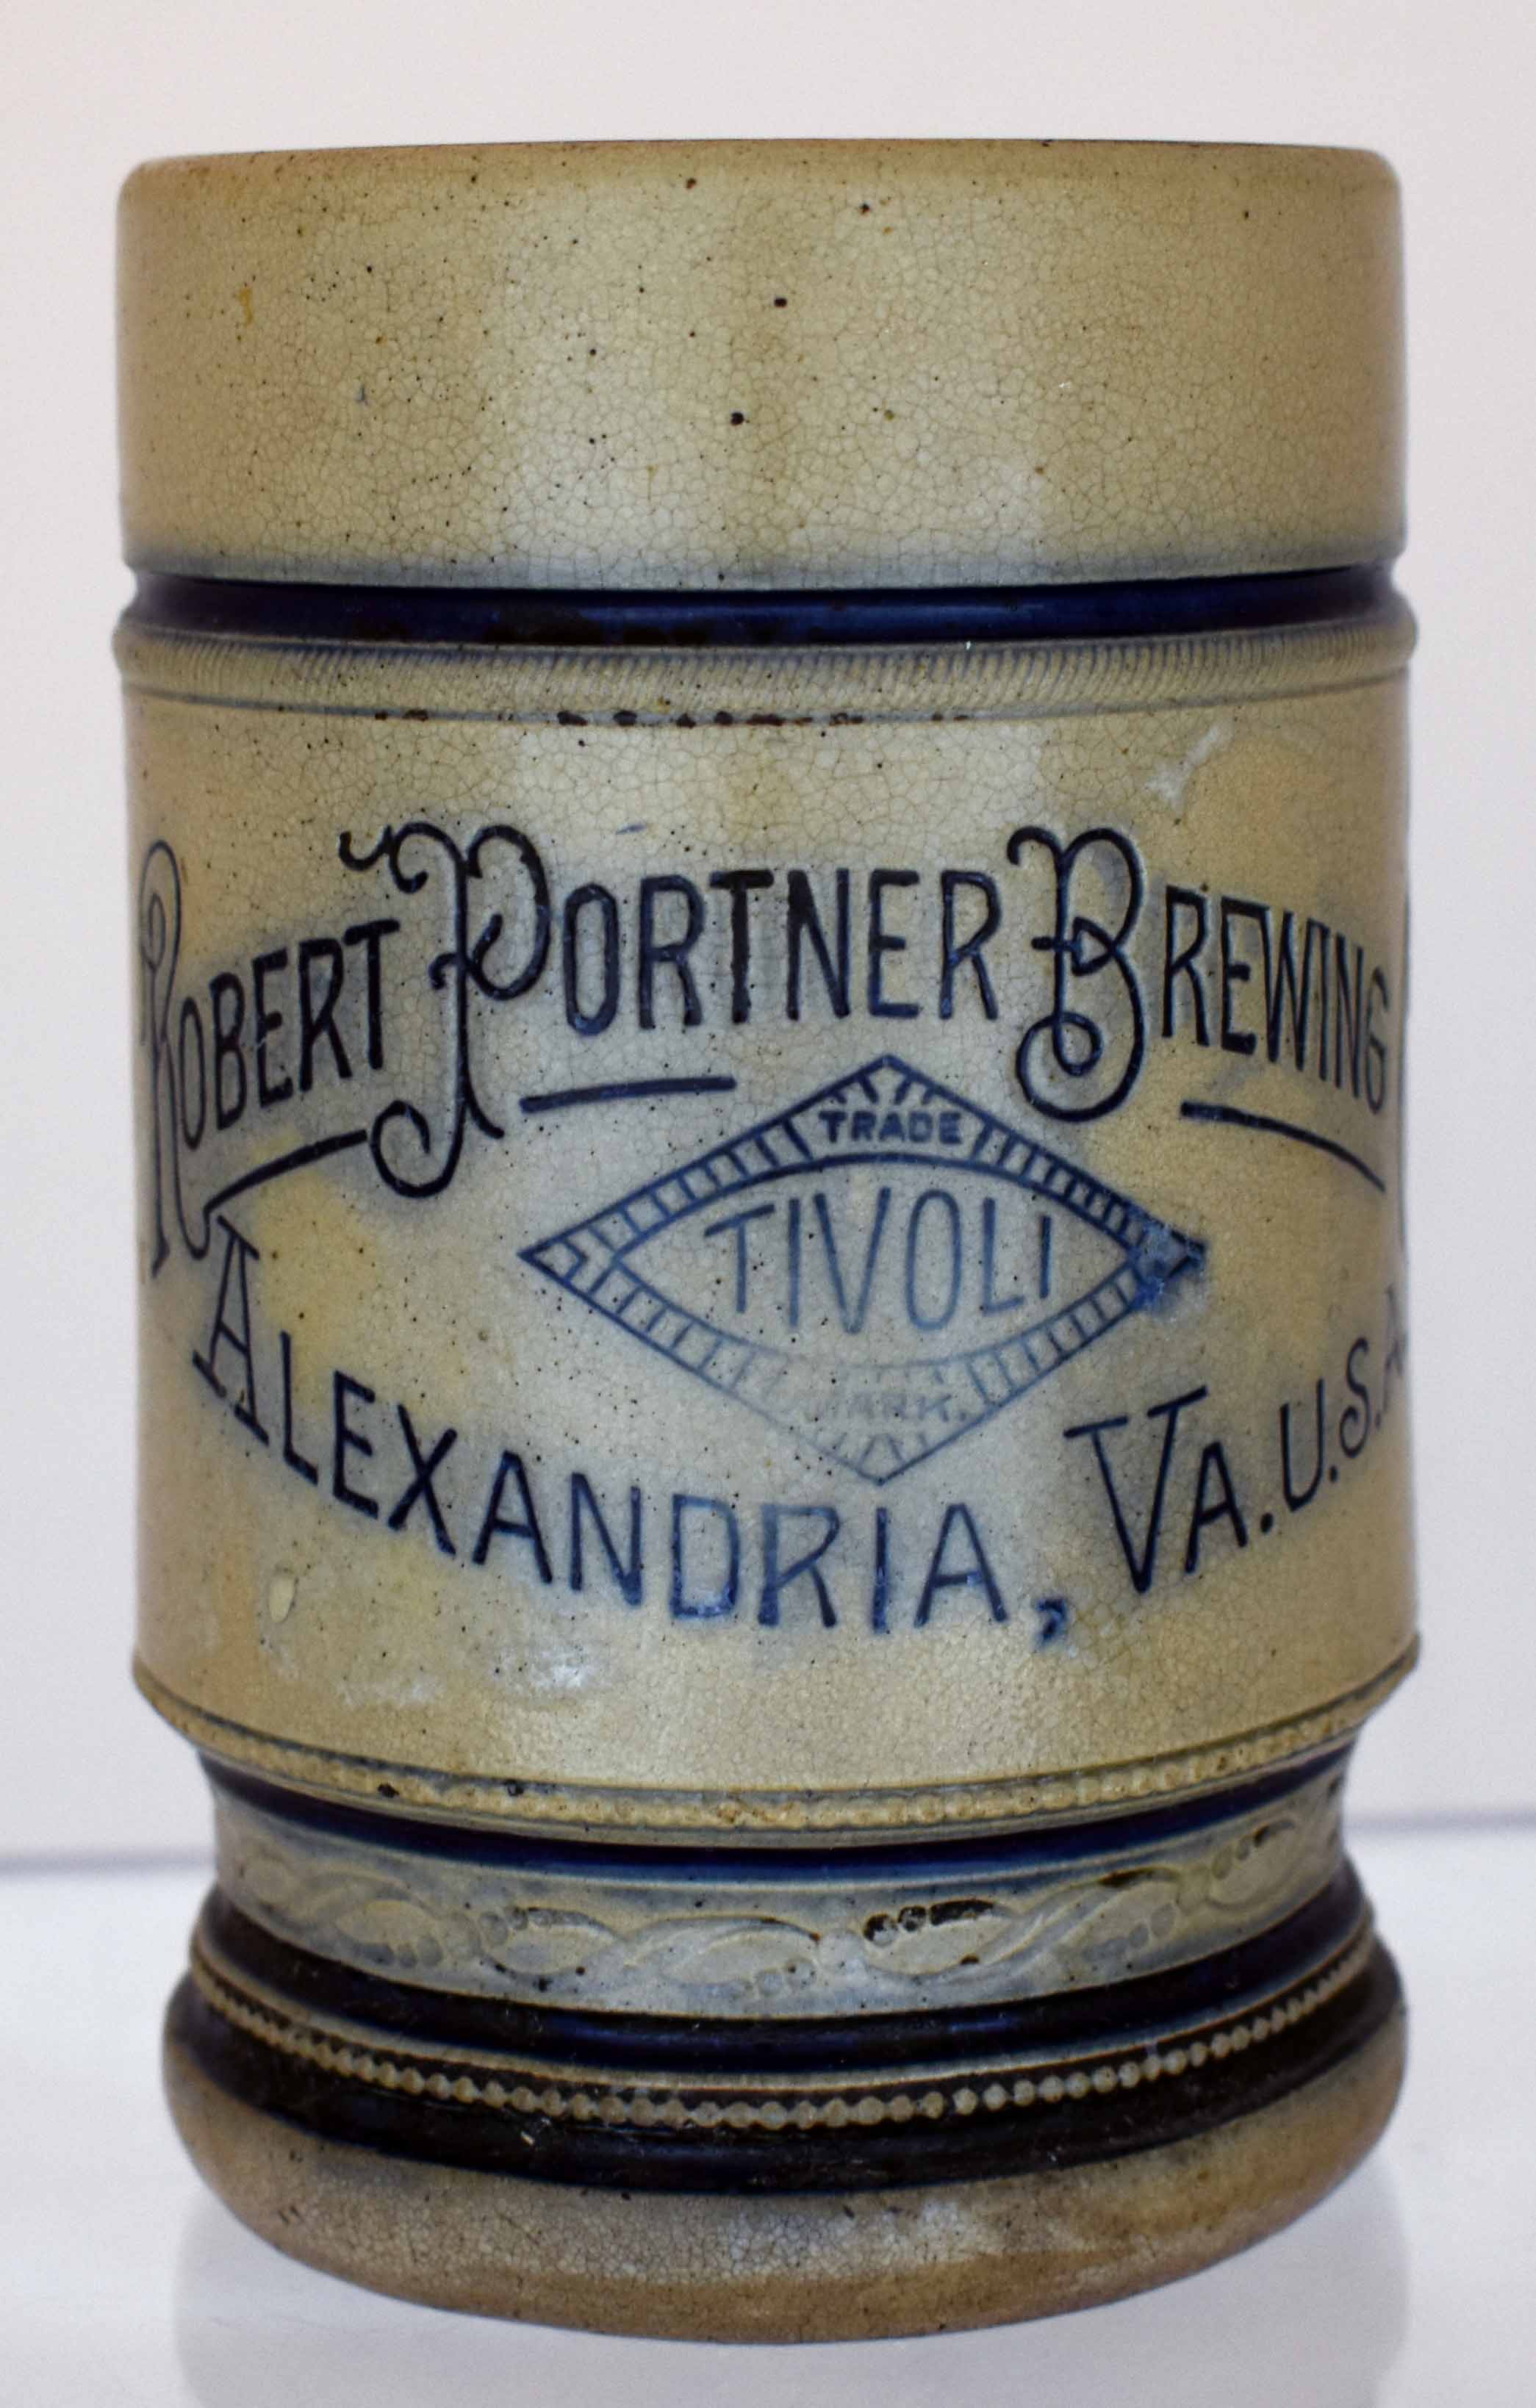 Robert Portner Brewing
TRADE
TIVOLI
MARK.
Alexandria, Va. U.S.A